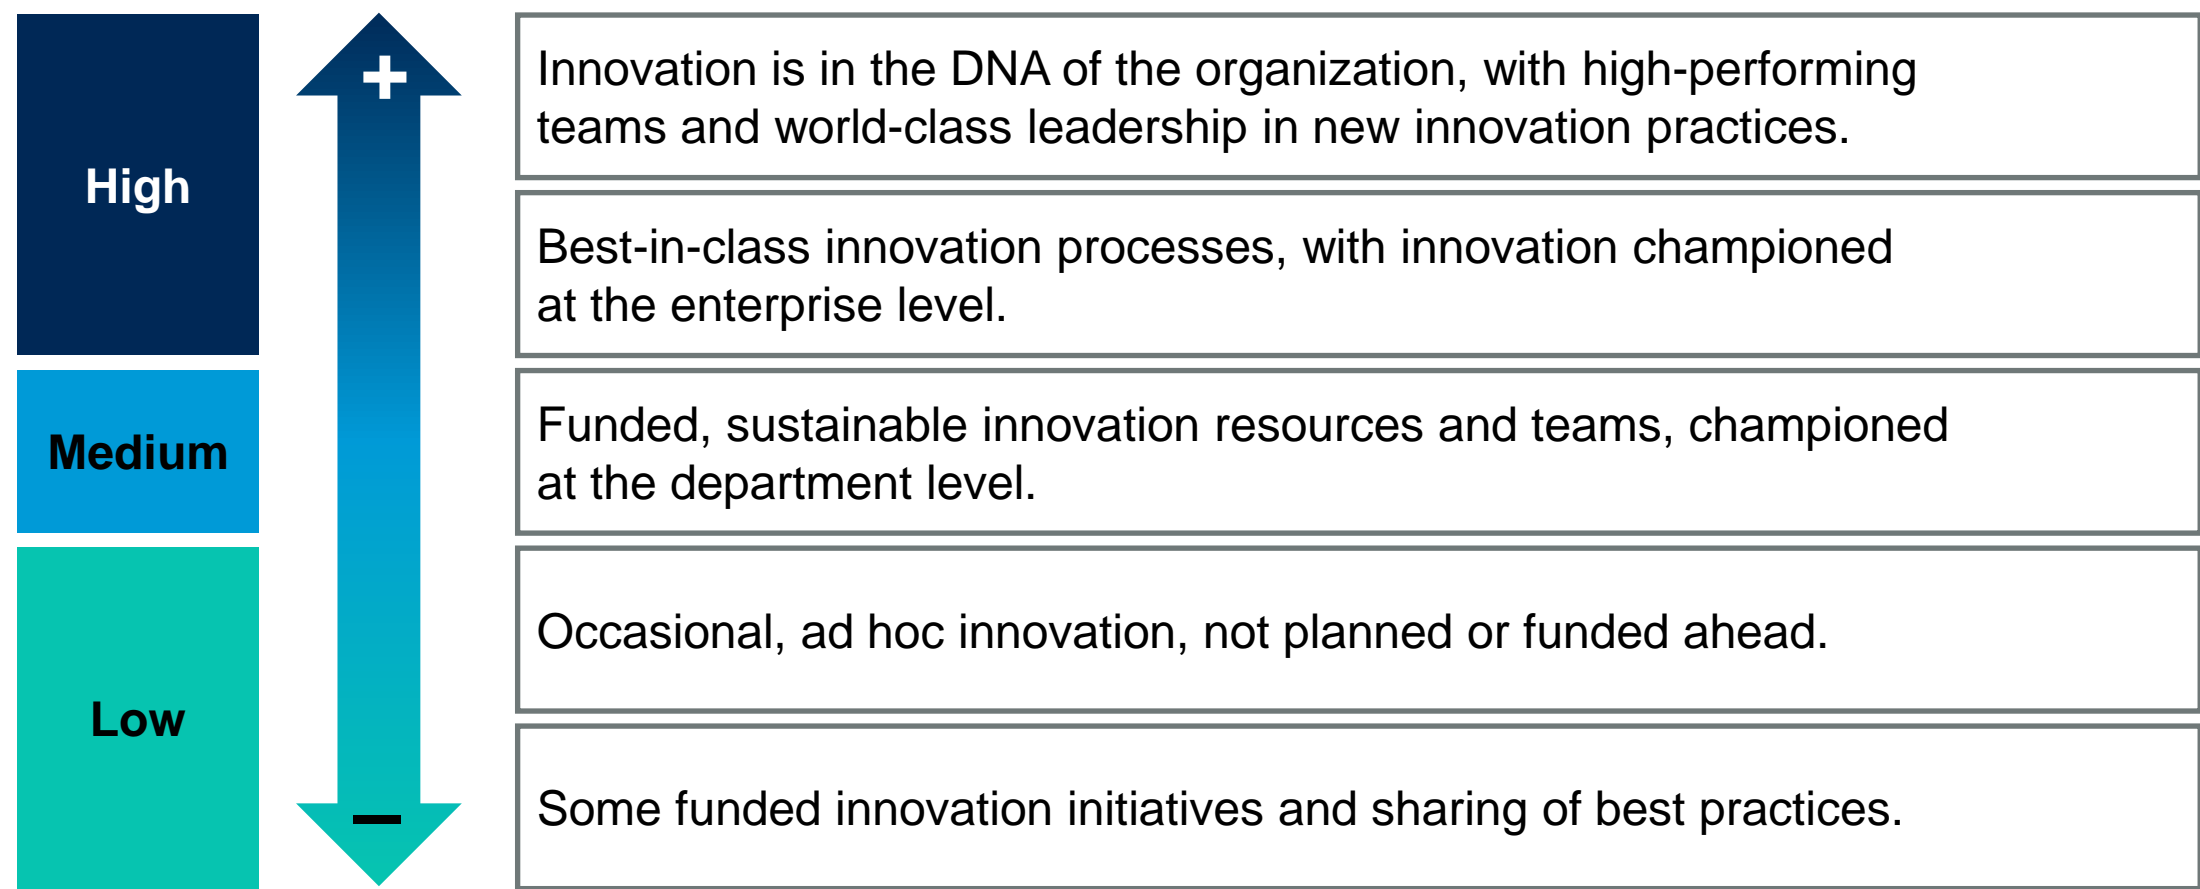 High
+
Innovation is in the DNA of the organization, with high-performing
teams and world-class leadership in new innovation practices.
Best-in-class innovation processes, with innovation championed
at the enterprise level.
Medium
Funded, sustainable innovation resources and teams, championed
at the department level.
Low
Occasional, ad hoc innovation, not planned or funded ahead.
Some funded innovation initiatives and sharing of best practices.
–